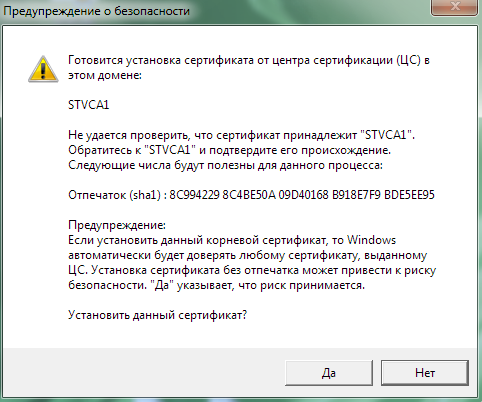 Предупреждение о безопасности
Готовится установка сертификата от центра сертификации (ЦС) в
этом домене:
STVCA1
Не удается проверить, что сертификат принадлежит "STVCA1".
Обратитесь к "STVCA1" и подтвердите его происхождение.
Следующие числа будут полезны для данного процесса:
Отпечаток (sha1) : 8C994229 8C4BE50A 09D40168 B918E7F9 BDE5EE95
Предупреждение:
Если установить данный корневой сертификат, то Windows
автоматически будет доверять любому сертификату, выданному
ЦС. Установка сертификата без отпечатка может привести к риску
безопасности. "Да" указывает, что риск принимается.
Установить данный сертификат?
Да
Нет